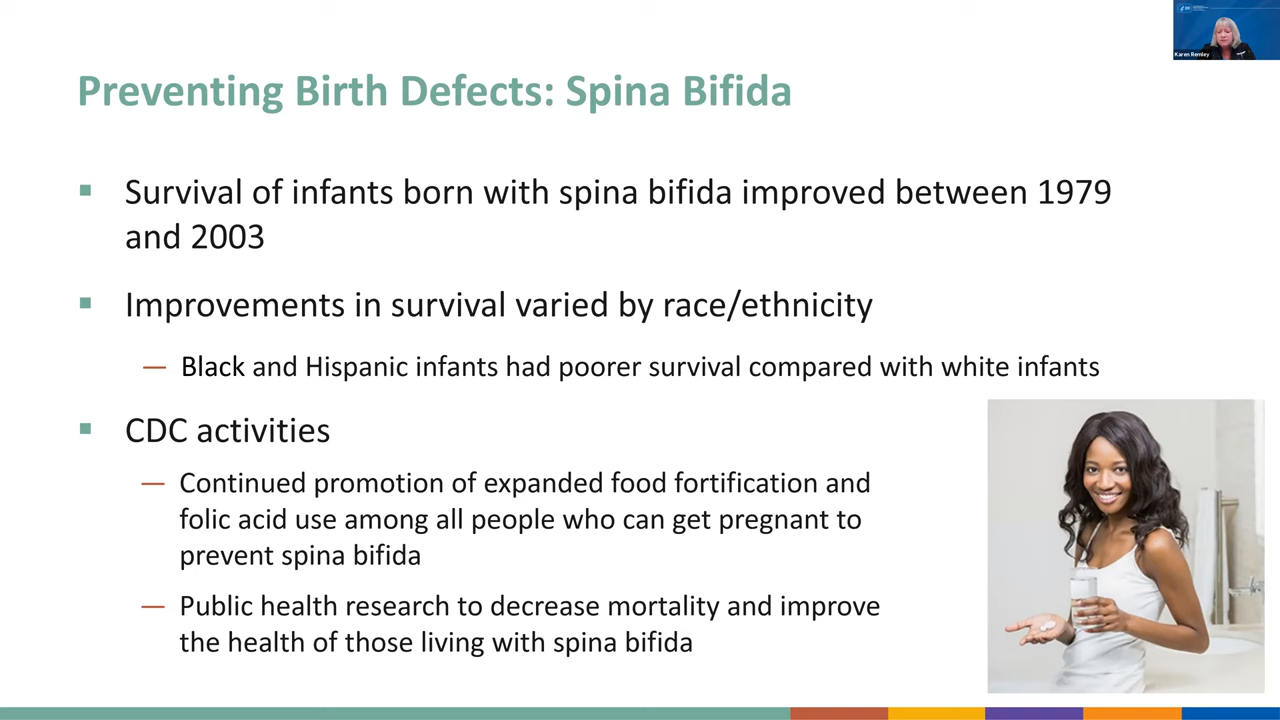 Karen Remley
Preventing Birth Defects: Spina Bifida
▪ Survival of infants born with spina bifida improved between 1979
and 2003
▪ Improvements in survival varied by race/ethnicity
— Black and Hispanic infants had poorer survival compared with white infants
▪ CDC activities
— Continued promotion of expanded food fortification and
folic acid use among all people who can get pregnant to
prevent spina bifida
— Public health research to decrease mortality and improve
the health of those living with spina bifida